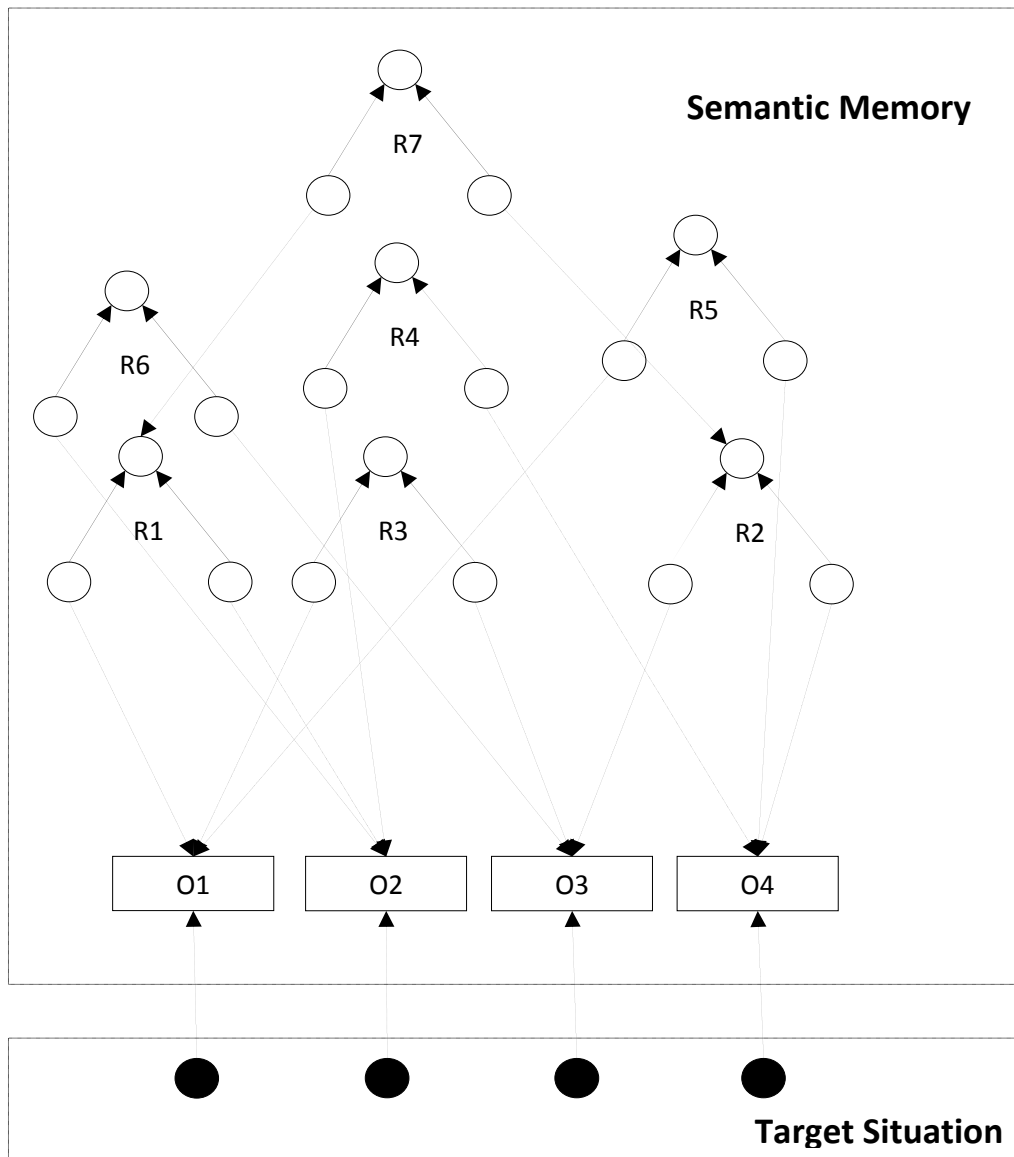 Semantic Memory
R7
R5
R4
R6
R1
R3
R2
O1
O2
O3
O4
Target Situation